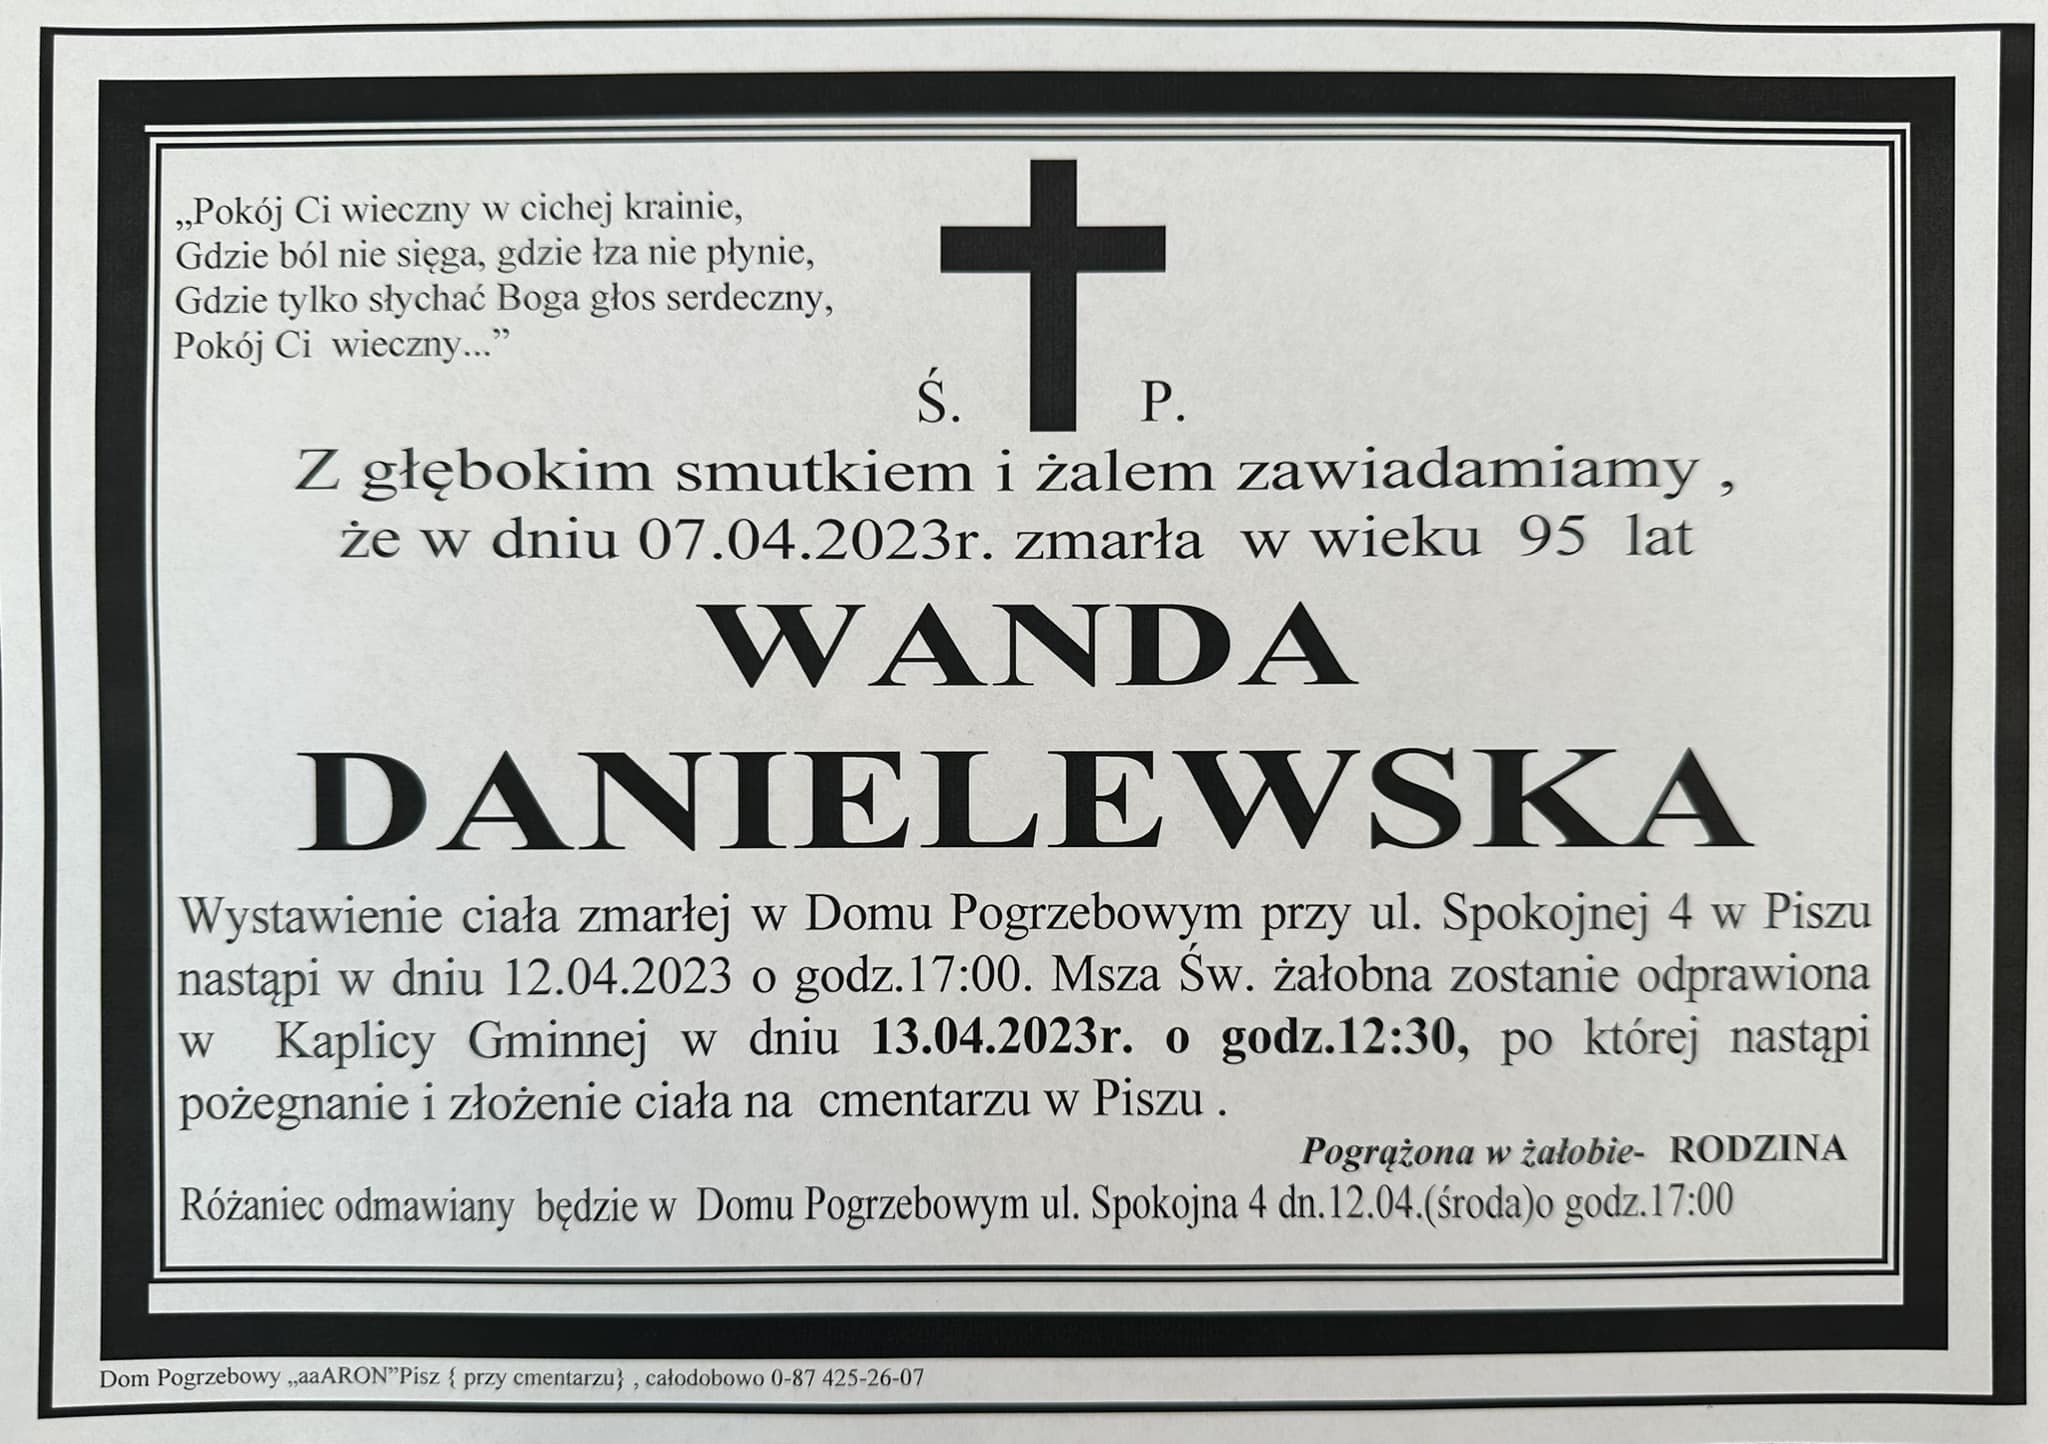 „Pokój Ci wieczny w cichej krainie,
Gdzie ból nie sięga, gdzie łza nie płynie,
Gdzie tylko słychać Boga głos serdeczny,
Pokój Ci wieczny...”
Ś. P.
Z głębokim smutkiem i żalem zawiadamiamy ,
że w dniu 07.04.2023r. zmarła w wieku 95 lat
WANDA
DANIELEWSKA
Wystawienie ciała zmarłej w Domu Pogrzebowym przy ul. Spokojnej 4 w Piszu
nastąpi w dniu 12.04.2023 o godz.17:00. Msza Św. żałobna zostanie odprawiona
w Kaplicy Gminnej w dniu 13.04.2023r. o godz.12:30, po której nastąpi
pożegnanie i złożenie ciała na cmentarzu w Piszu .
Pogrążona w żałobie- RODZINA
Różaniec odmawiany będzie w Domu Pogrzebowym ul. Spokojna 4 dn.12.04.(środa)o godz.17:00
Dom Pogrzebowy „aaARON”Pisz { przy cmentarzu} , całodobowo 0-87 425-26-07